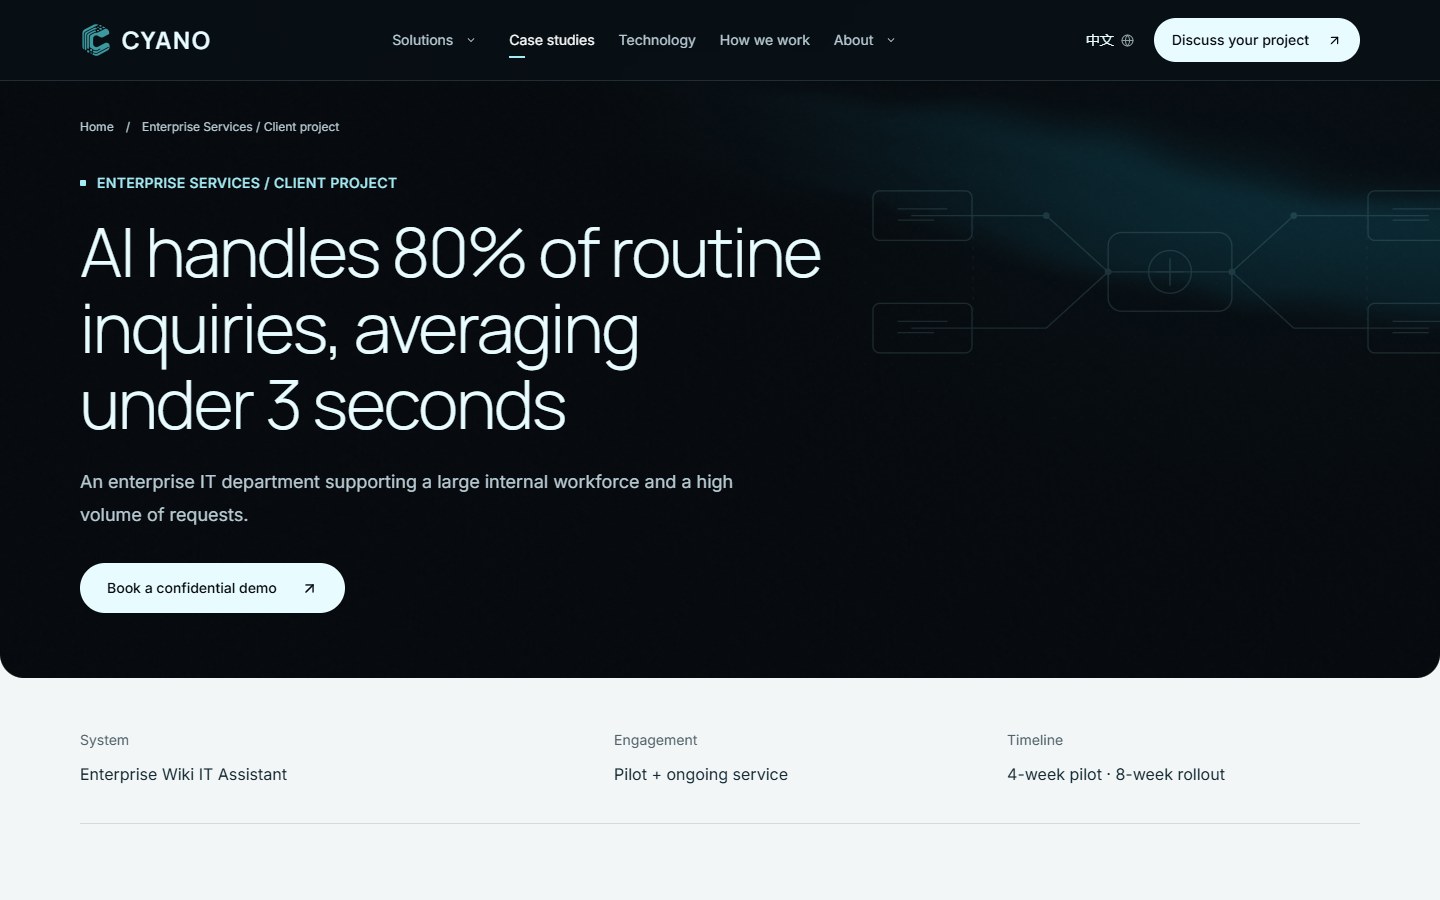 CYANO
Solutions
Case studies
Technology
How we work
About
中文
Discuss your project
Home / Enterprise Services / Client project
ENTERPRISE SERVICES / CLIENT PROJECT
AI handles 80% of routine
inquiries, averaging
under 3 seconds
An enterprise IT department supporting a large internal workforce and a high
volume of requests.
Book a confidential demo
System
Enterprise Wiki IT Assistant
Engagement
Pilot + ongoing service
Timeline
4-week pilot · 8-week rollout